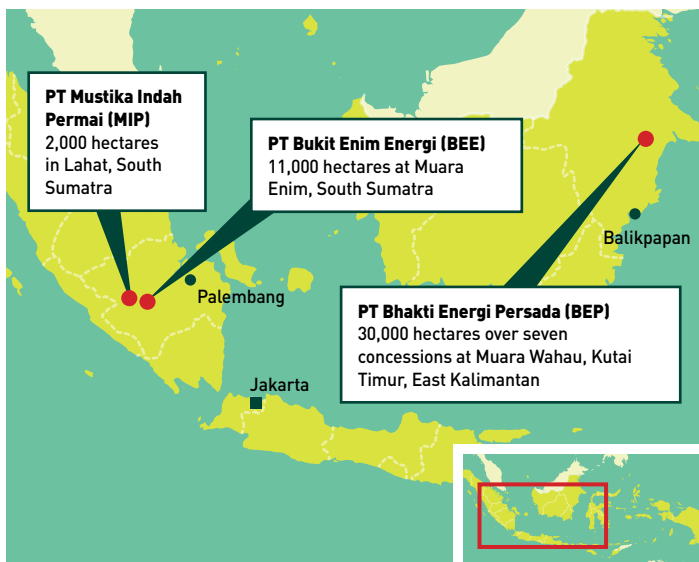 PT Mustika Indah
Permai (MIP)
2,000 hectares
in Lahat, South
Sumatra
PT Bukit Enim Energi (BEE)
11,000 hectares at Muara
Enim, South Sumatra
Balikpapan
Palembang
PT Bhakti Energi Persada (BEP)
30,000 hectares over seven
concessions at Muara Wahau, Kutai
Timur, East Kalimantan
Jakarta